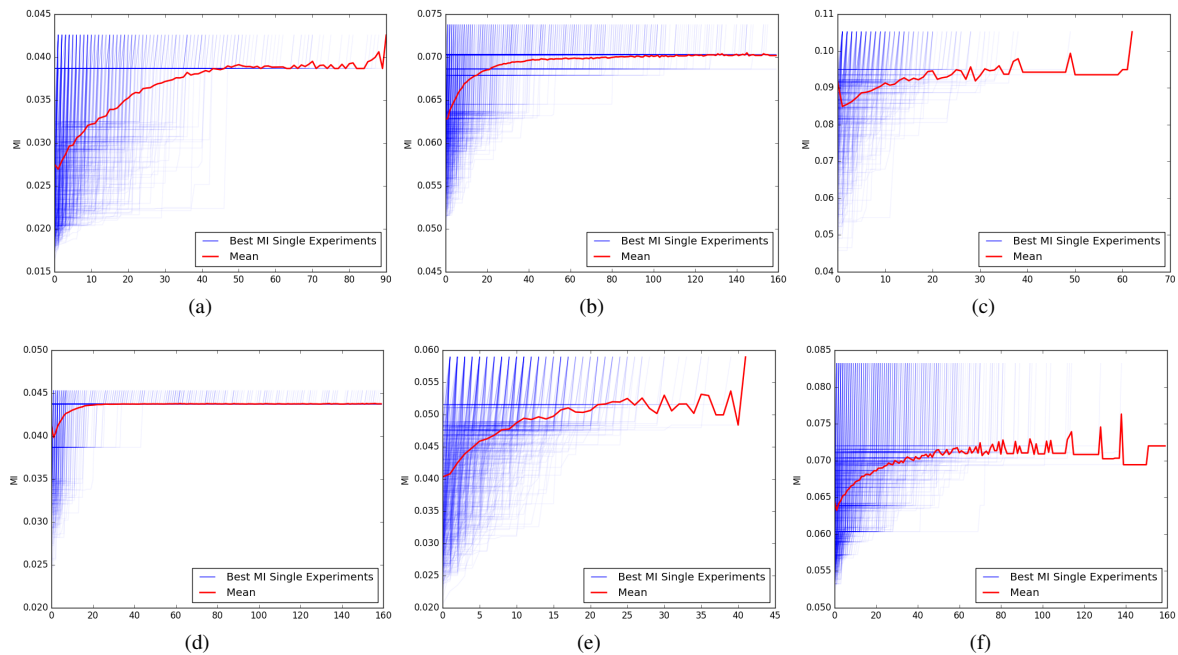 0.045 0.040 0.035 0.030 0.025 0.020 0.015
MI
0 10 20 30 40 50 60 70 80 90
Best MI Single Experiments
Mean
(a)
0.075 0.070 0.065 0.060 0.055 0.050 0.045
MI
0 20 40 60 80 100 120 140 160
Best MI Single Experiments
Mean
(b)
0.11 0.10 0.09 0.08 0.07 0.06 0.05 0.04
MI
0 10 20 30 40 50 60 70
Best MI Single Experiments
Mean
(c)
0.050 0.045 0.040 0.035 0.030 0.025 0.020
MI
0 20 40 60 80 100 120 140 160
Best MI Single Experiments
Mean
(d)
0.060 0.055 0.050 0.045 0.040 0.035 0.030 0.025 0.020
MI
0 5 10 15 20 25 30 35 40 45
Best MI Single Experiments
Mean
(e)
0.085 0.080 0.075 0.070 0.065 0.060 0.055 0.050
MI
0 20 40 60 80 100 120 140 160
Best MI Single Experiments
Mean
(f)